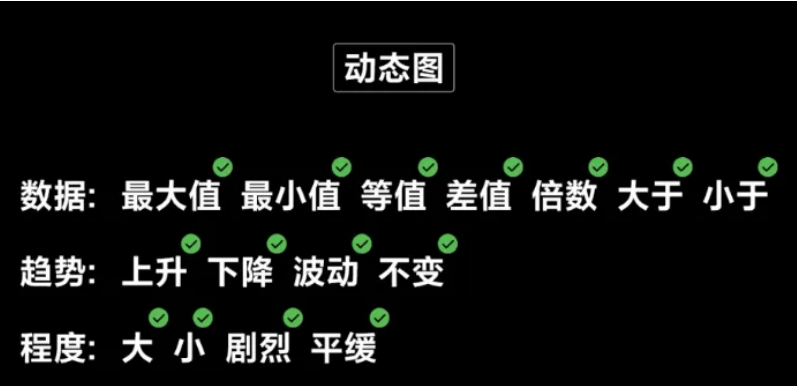 动态图
数据: 最大值 最小值 等值 差值 倍数 大于 小于
趋势: 上升 下降 波动 不变
程度: 大 小 剧烈 平缓